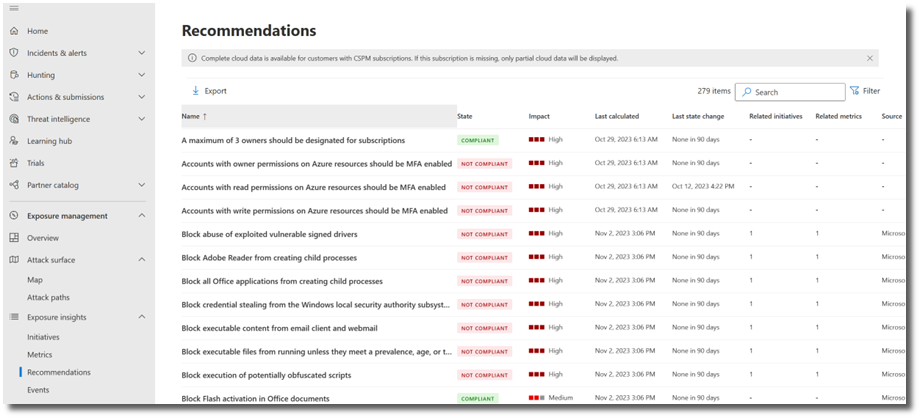 Home
Incidents & alerts
Hunting
Actions & submissions
Threat intelligence
Learning hub
Trials
Partner catalog
Exposure management
Overview
Attack surface
Map
Attack paths
Exposure insights
Initiatives
Metrics
Recommendations
Events
Recommendations
Complete cloud data is available for customers with CSPM subscriptions. If this subscription is missing, only partial cloud data will be displayed.
Export 279 items Search Filter
Name ↑ State Impact Last calculated Last state change Related initiatives Related metrics Source
A maximum of 3 owners should be designated for subscriptions COMPLIANT High Oct 29, 2023 6:13 AM None in 90 days - - -
Accounts with owner permissions on Azure resources should be MFA enabled NOT COMPLIANT High Oct 29, 2023 6:13 AM None in 90 days - - -
Accounts with read permissions on Azure resources should be MFA enabled NOT COMPLIANT High Oct 29, 2023 6:13 AM Oct 12, 2023 4:22 PM - - -
Accounts with write permissions on Azure resources should be MFA enabled NOT COMPLIANT High Oct 29, 2023 6:13 AM None in 90 days - - -
Block abuse of exploited vulnerable signed drivers NOT COMPLIANT High Nov 2, 2023 3:06 PM None in 90 days 1 1 Microso
Block Adobe Reader from creating child processes NOT COMPLIANT High Nov 2, 2023 3:06 PM None in 90 days 1 1 Microso
Block all Office applications from creating child processes NOT COMPLIANT High Nov 2, 2023 3:06 PM None in 90 days 1 1 Microso
Block credential stealing from the Windows local security authority subsyst... NOT COMPLIANT High Nov 2, 2023 3:06 PM None in 90 days 1 1 Microso
Block executable content from email client and webmail NOT COMPLIANT High Nov 2, 2023 3:06 PM None in 90 days 1 1 Microso
Block executable files from running unless they meet a prevalence, age, or t... NOT COMPLIANT High Nov 2, 2023 3:06 PM None in 90 days 1 1 Microso
Block execution of potentially obfuscated scripts NOT COMPLIANT High Nov 2, 2023 3:06 PM None in 90 days 1 1 Microso
Block Flash activation in Office documents COMPLIANT Medium Nov 2, 2023 3:06 PM None in 90 days 1 1 Microso